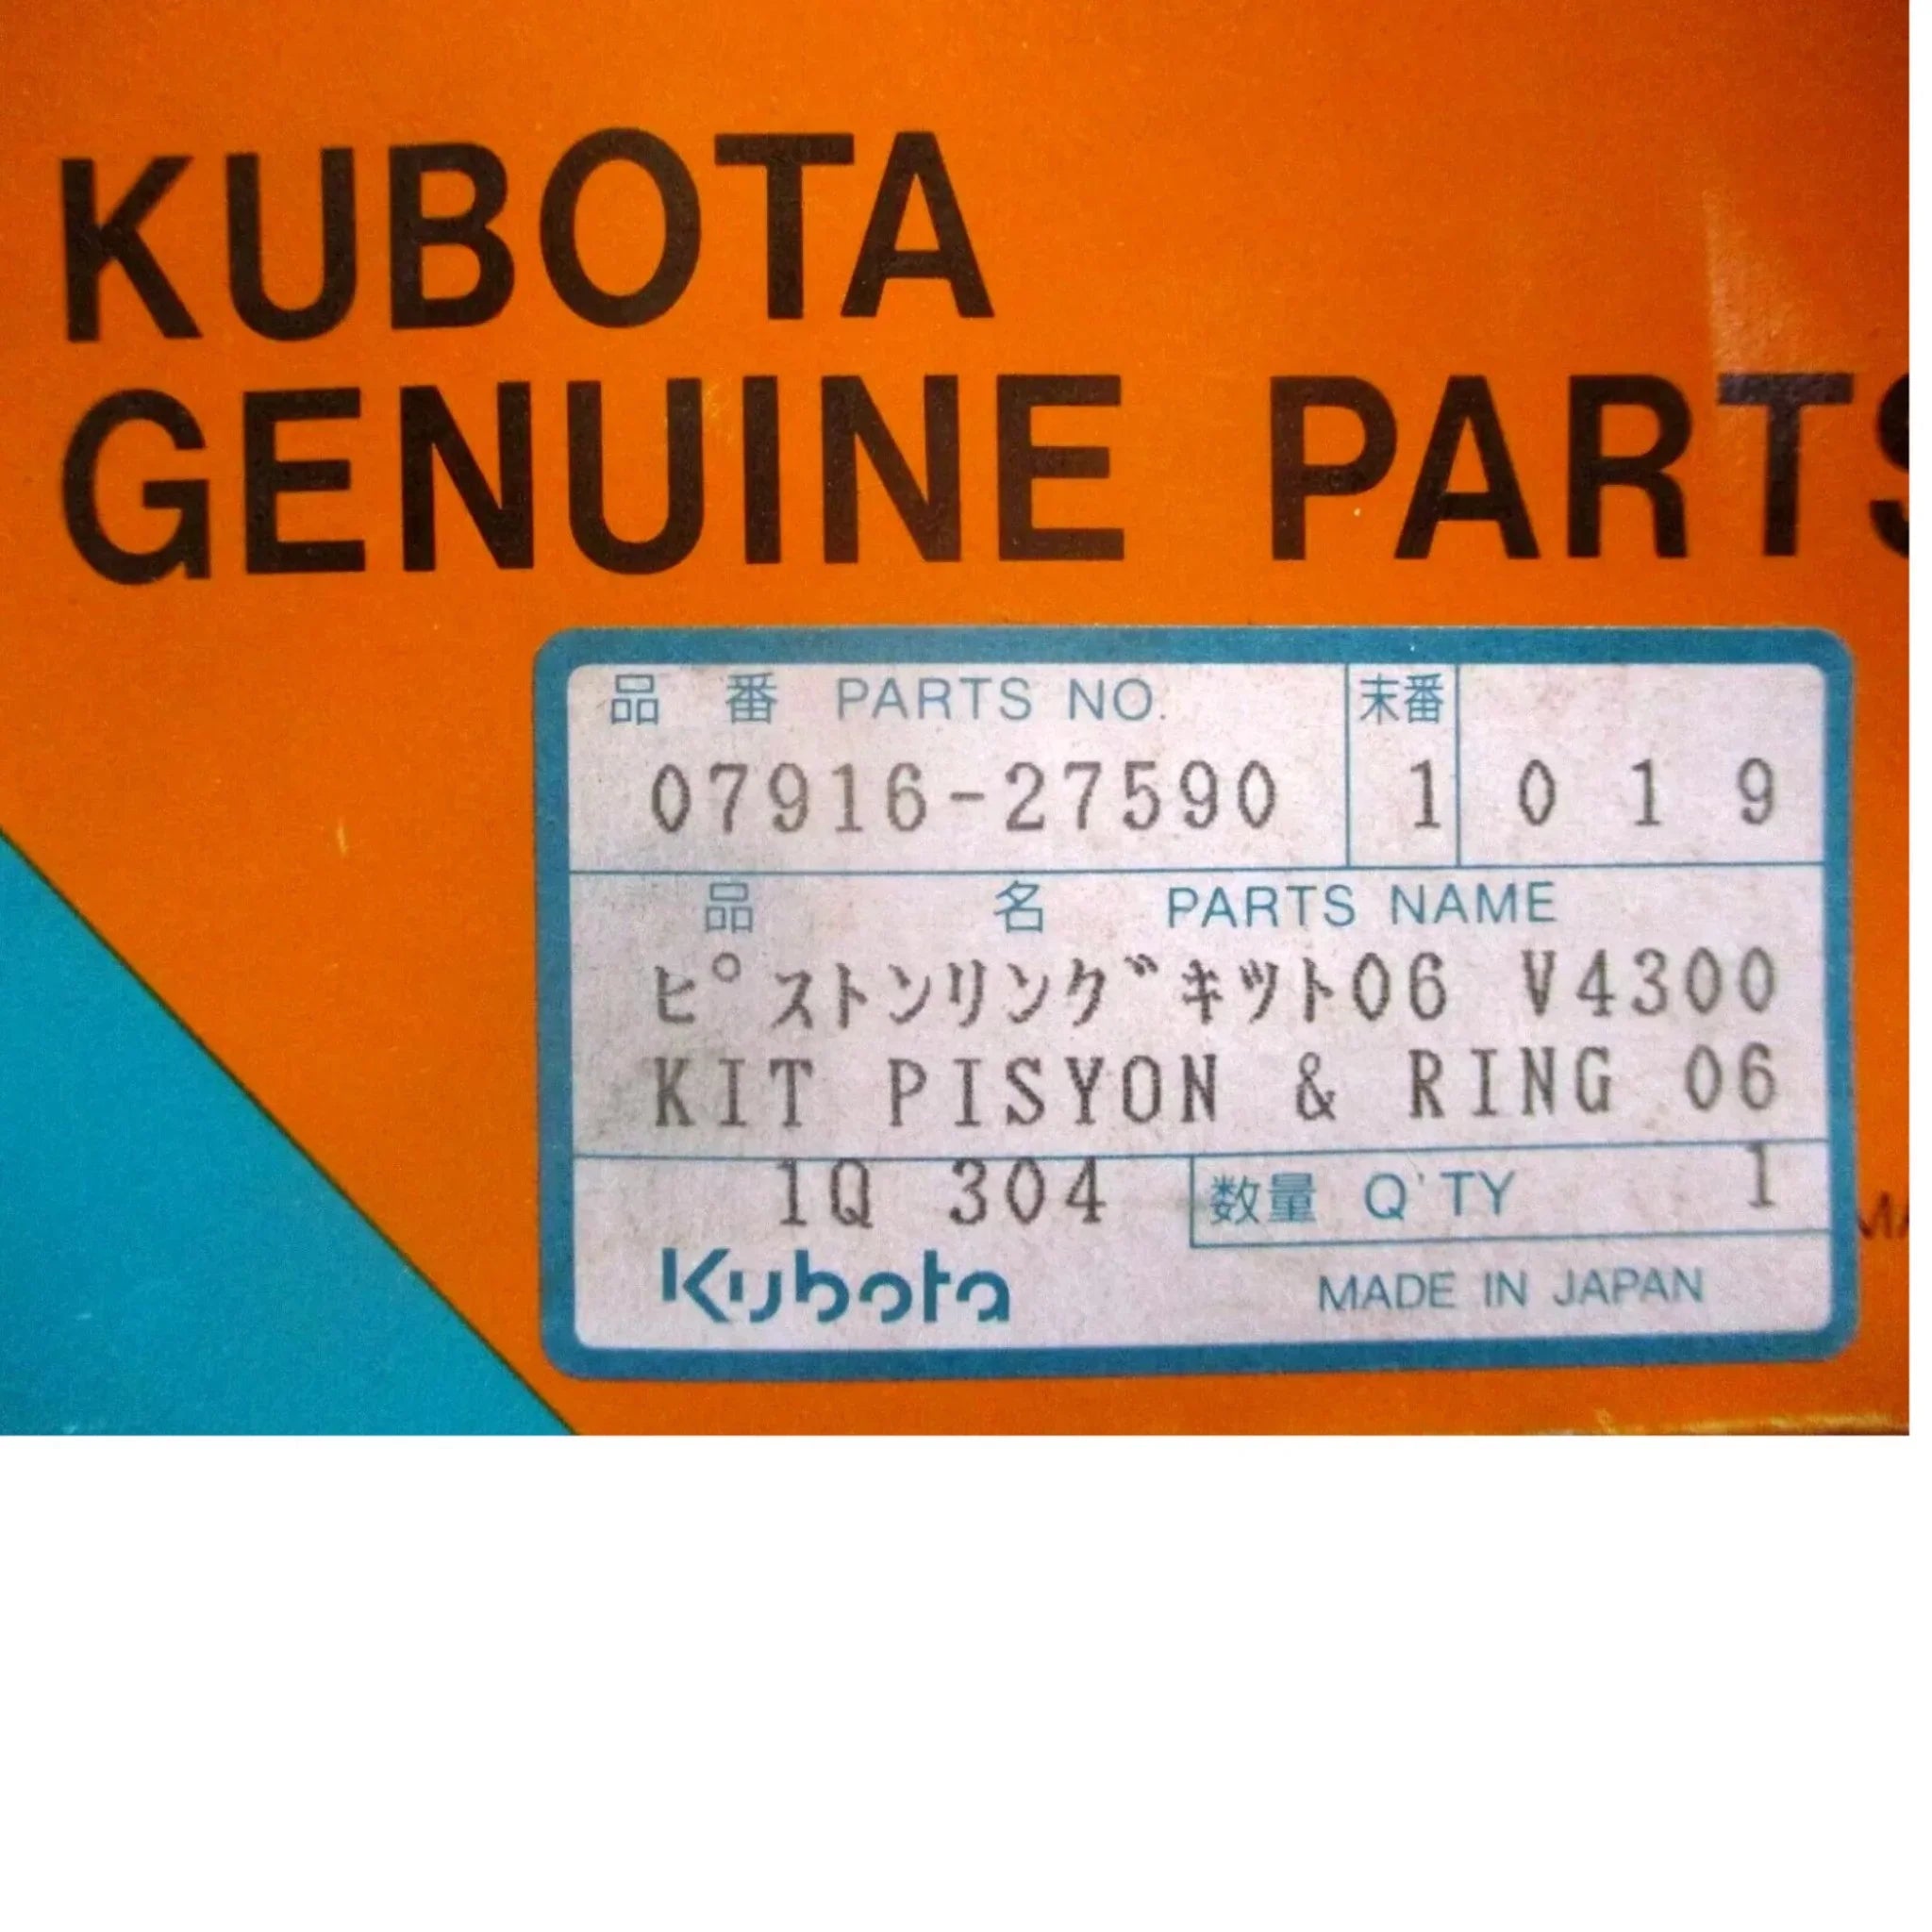 KUBOTA
GENUINE PARTS
品 番 PARTS NO. 末番
07916-27590 1 0 1 9
品 名 PARTS NAME
ピストンリングキツト06 V4300
KIT PISYON & RING 06
1Q 304 数量 Q'TY 1
Kubota MADE IN JAPAN